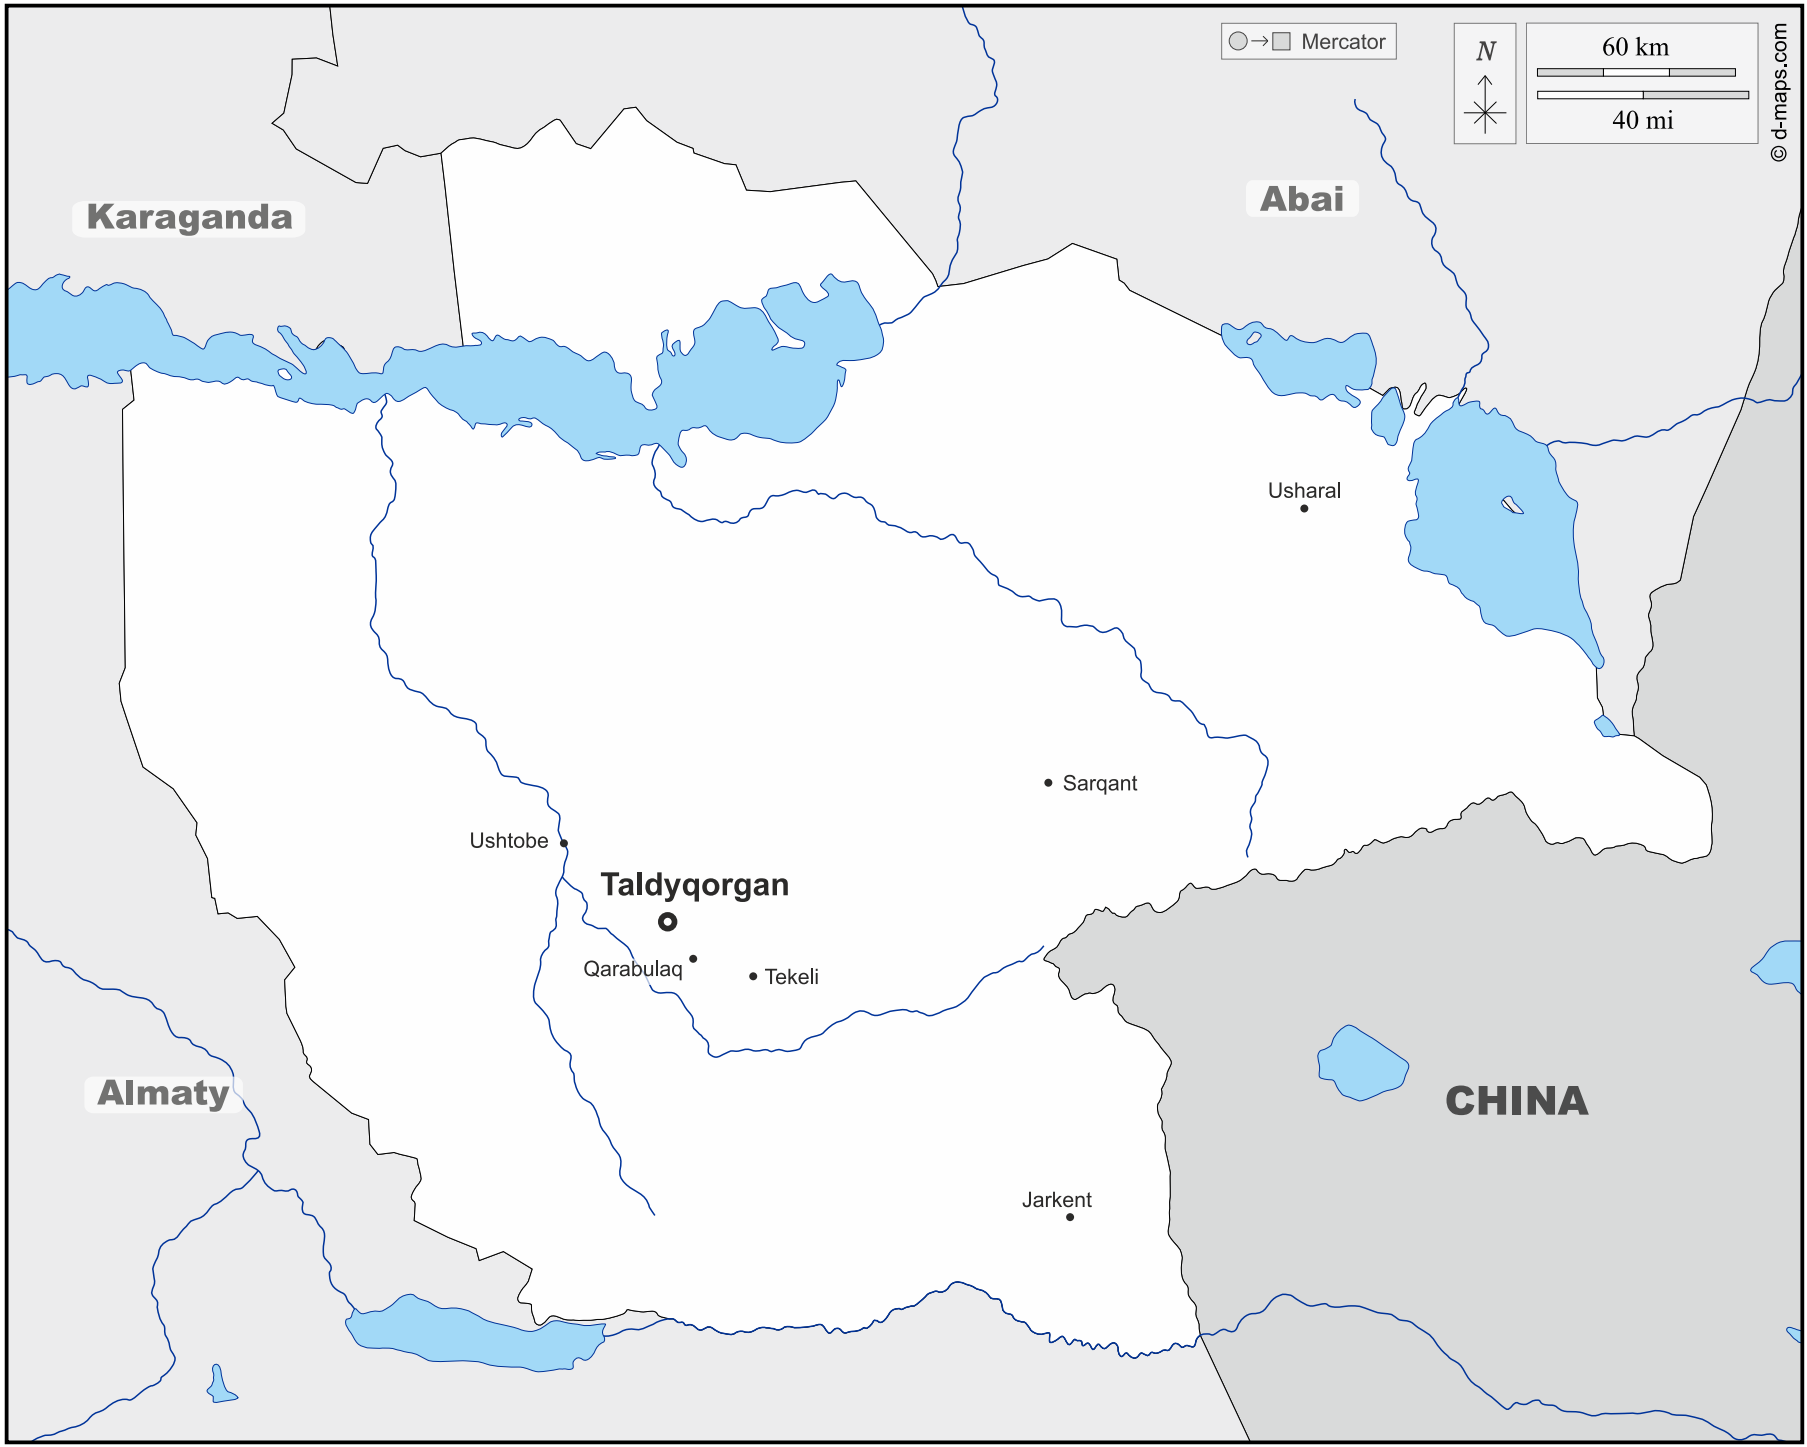 Mercator
N
60 km
40 mi
© d-maps.com
Karaganda
Abai
Usharal
Sarqant
Ushtobe
Taldyqorgan
Qarabulaq
Tekeli
Almaty
CHINA
Jarkent